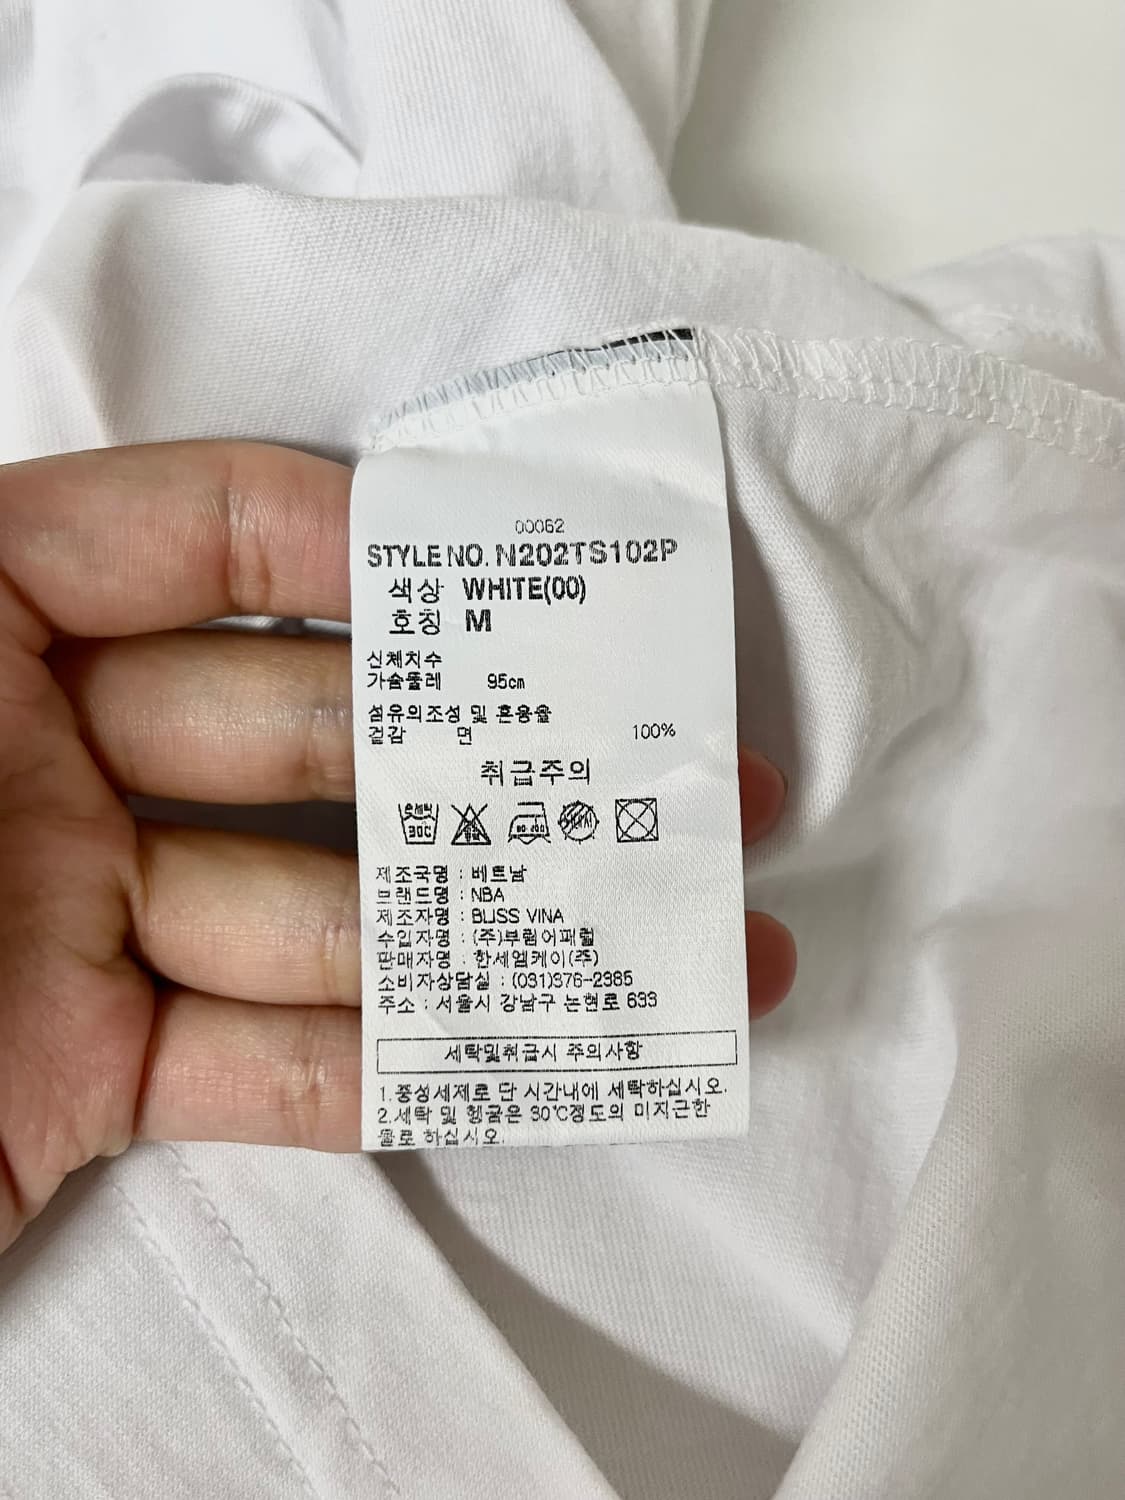 00062
STYLE NO. N202TS102P
색상 WHITE(00)
호칭 M
신체치수
가슴둘레 95cm
섬유의조성 및 혼용율
겉감 면 100%
취급주의
30℃
제조국명 : 베트남
브랜드명 : NBA
제조자명 : BLISS VINA
수입자명 : (주)부렴어패럴
판매자명 : 한세엠케이(주)
소비자상담실 : (031)376-2385
주소 : 서울시 강남구 논현로 633
세탁및취급시 주의사항
1.중성세제로 단 시간내에 세탁하십시오.
2.세탁 및 헹굼은 30℃정도의 미지근한
물로 하십시오.